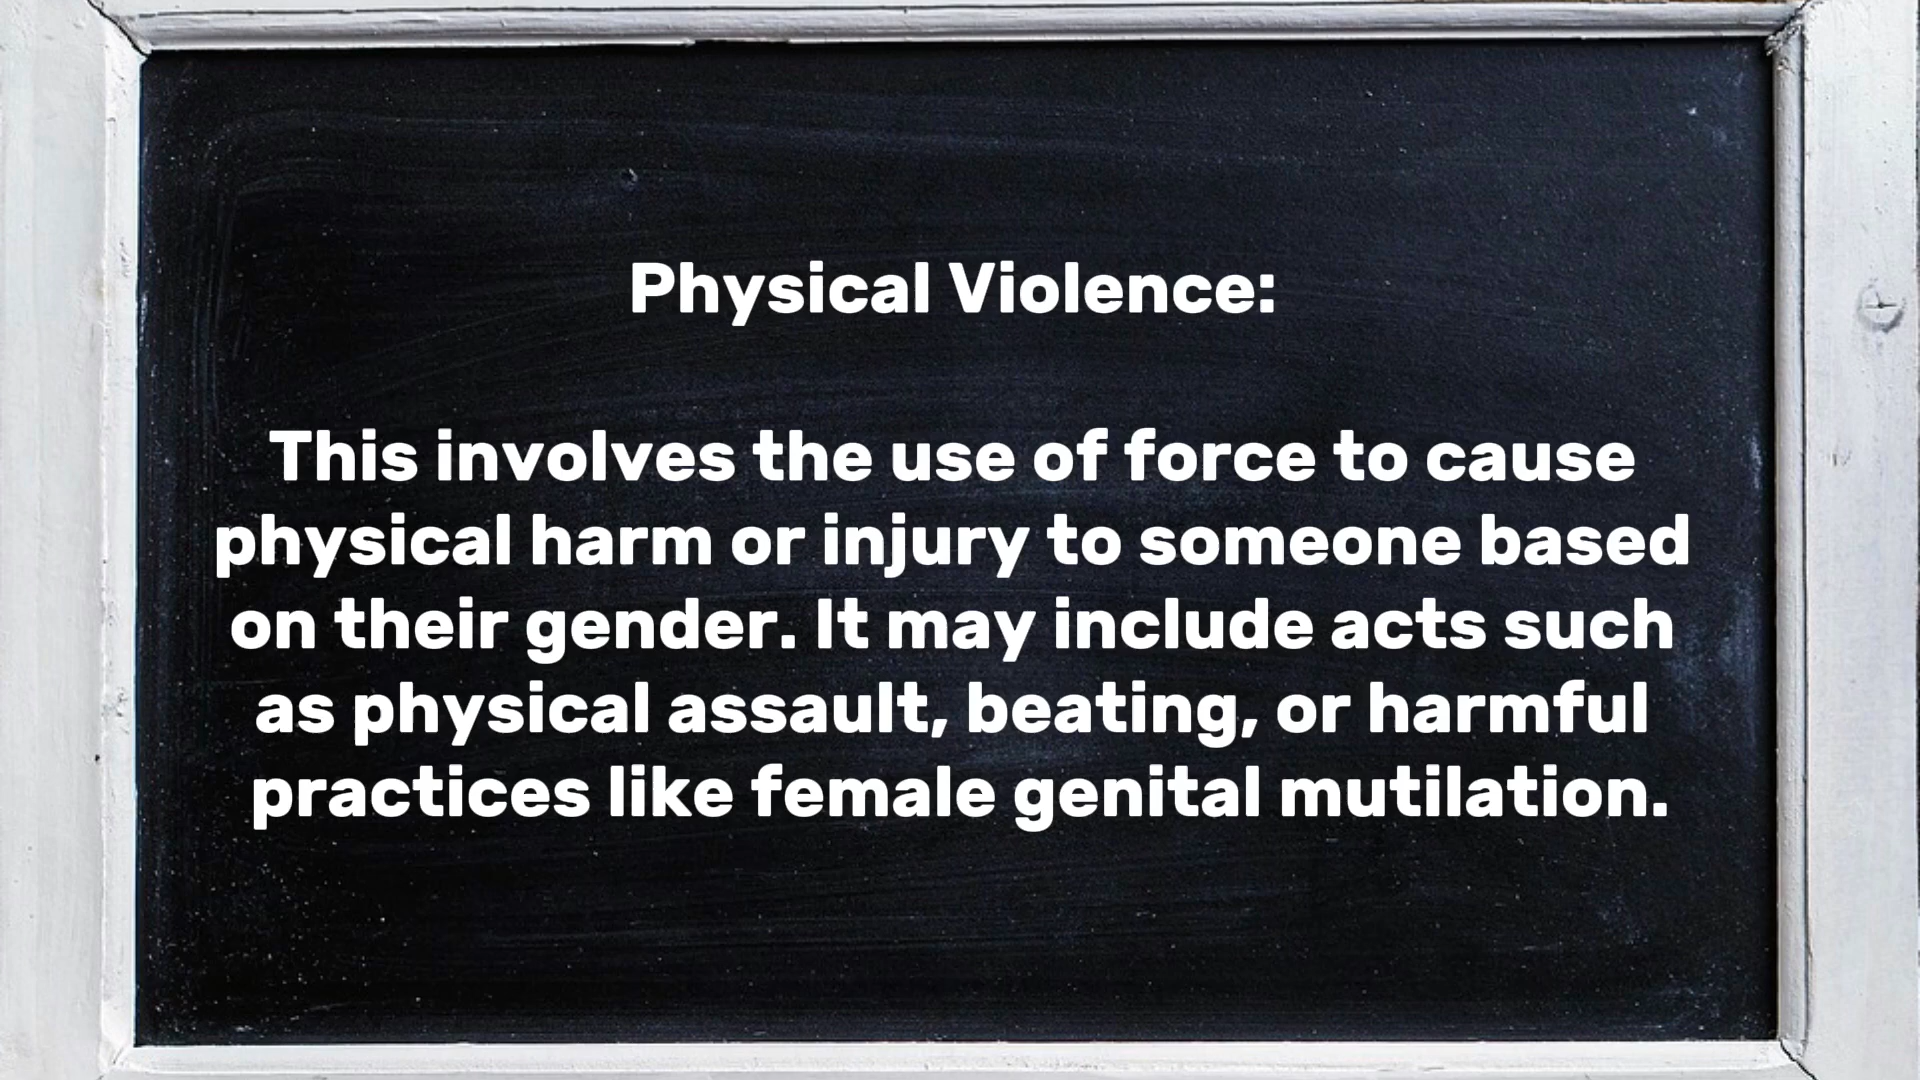 Physical Violence:
This involves the use of force to cause
physical harm or injury to someone based
on their gender. It may include acts such
as physical assault, beating, or harmful
practices like female genital mutilation.